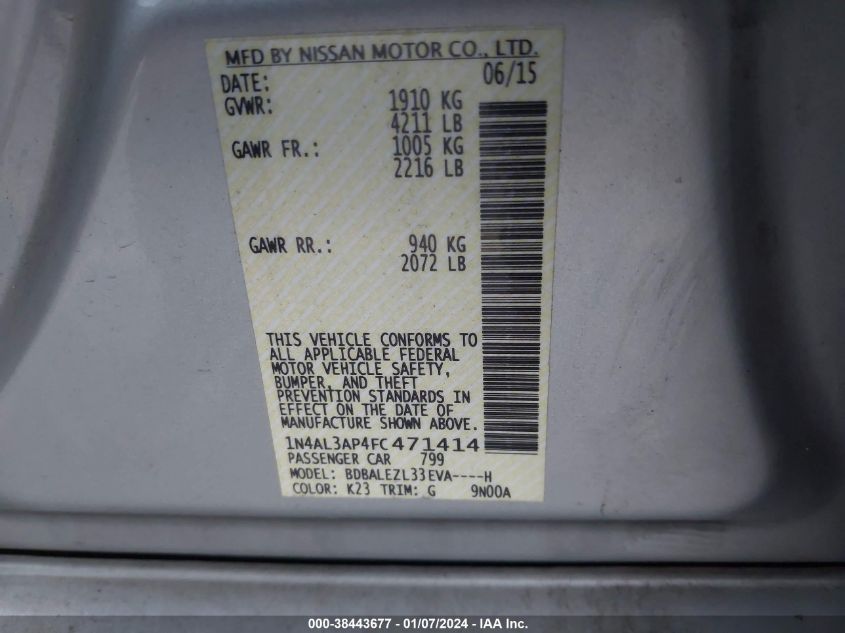 MFD BY NISSAN MOTOR CO., LTD.
DATE: 06/15
GVWR: 1910 KG
4211 LB
GAWR FR.: 1005 KG
2216 LB
GAWR RR.: 940 KG
2072 LB
THIS VEHICLE CONFORMS TO
ALL APPLICABLE FEDERAL
MOTOR VEHICLE SAFETY,
BUMPER, AND THEFT
PREVENTION STANDARDS IN
EFFECT ON THE DATE OF
MANUFACTURE SHOWN ABOVE.
1N4AL3AP4FC471414
PASSENGER CAR 799
MODEL: BDBALEZL33EVA----H
COLOR: K23 TRIM: G 9N00A
000-38443677 - 01/07/2024 - IAA Inc.